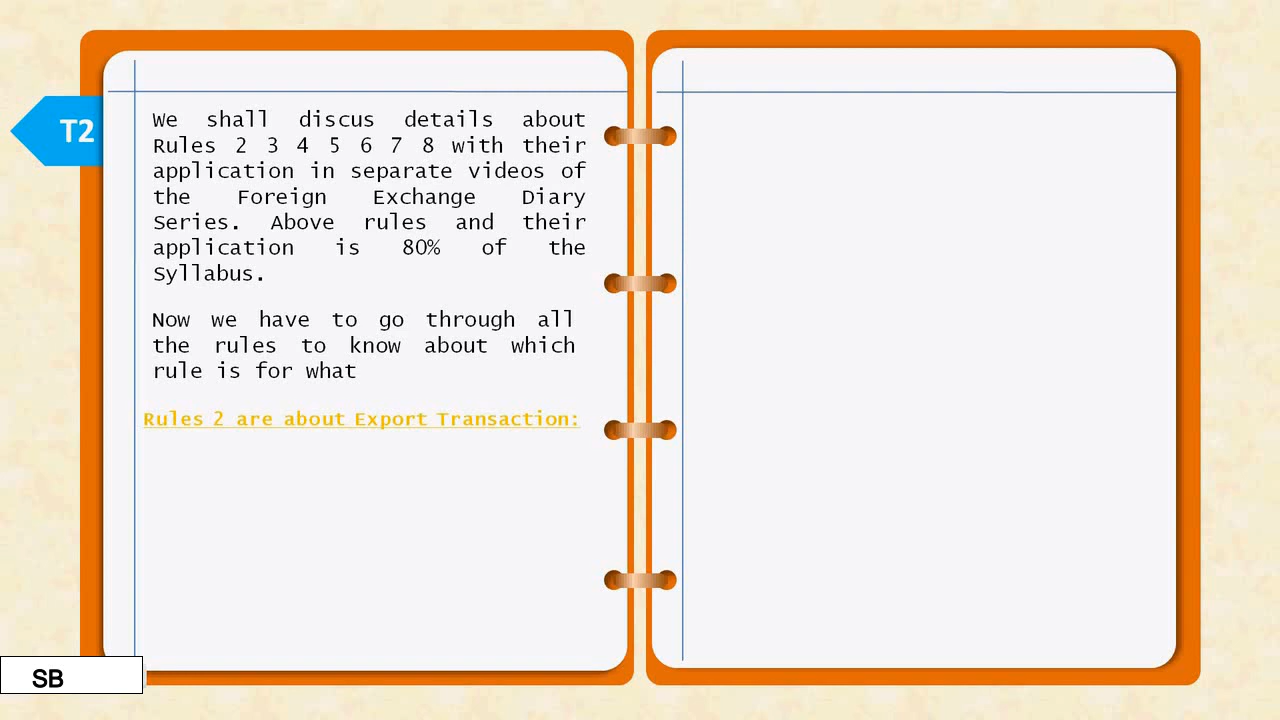 T2
We shall discus details about
Rules 2 3 4 5 6 7 8 with their
application in separate videos of
the Foreign Exchange Diary
Series. Above rules and their
application is 80% of the
Syllabus.
Now we have to go through all
the rules to know about which
rule is for what
Rules 2 are about Export Transaction:
SB